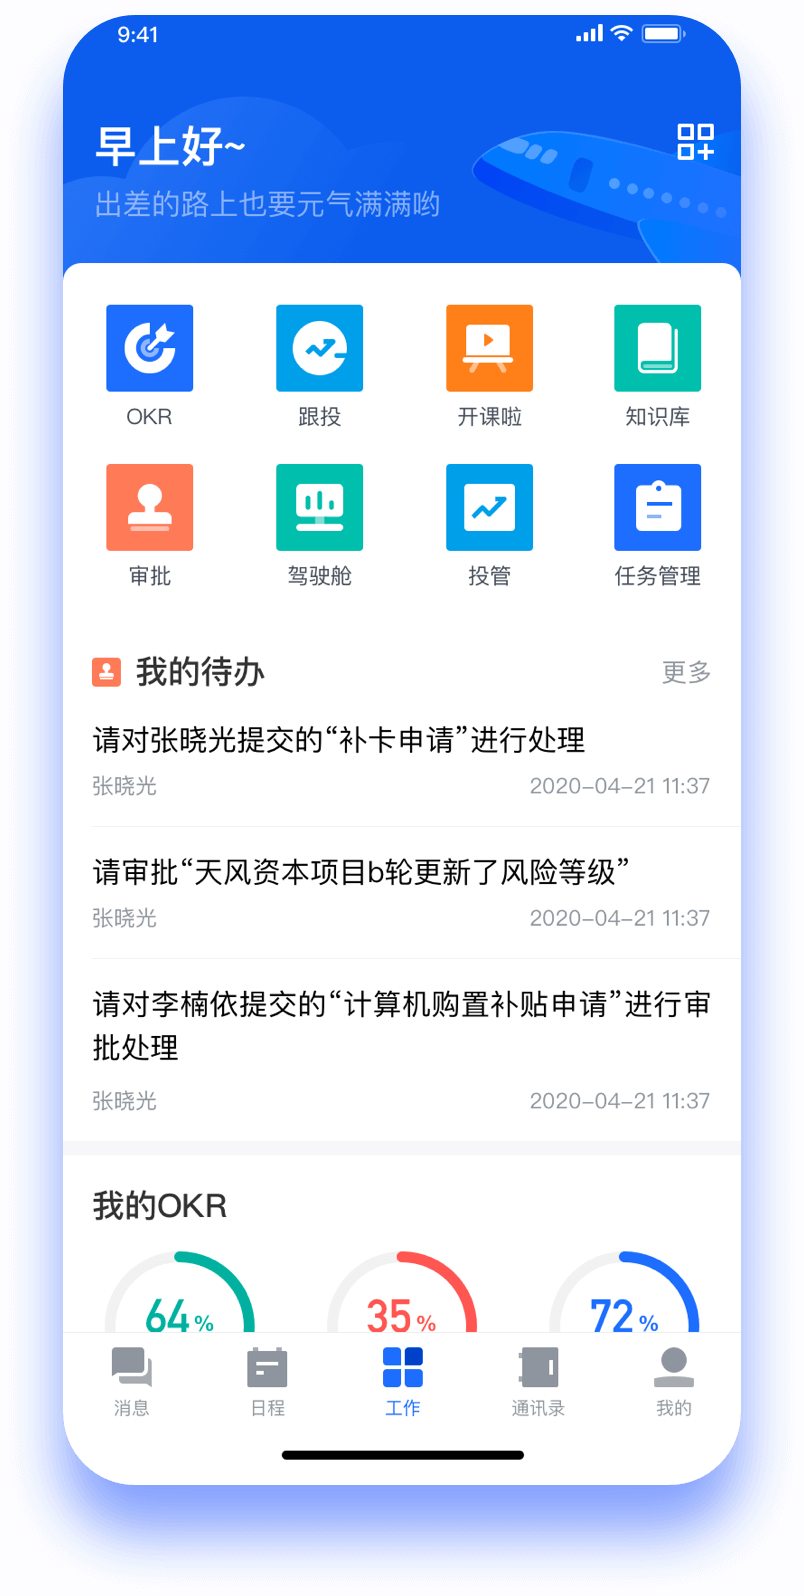 9:41
早上好~
出差的路上也要元气满满哟
OKR
跟投
开课啦
知识库
审批
驾驶舱
投管
任务管理
我的待办
更多
请对张晓光提交的“补卡申请”进行处理
张晓光
2020-04-21 11:37
请审批“天风资本项目b轮更新了风险等级”
张晓光
2020-04-21 11:37
请对李楠依提交的“计算机购置补贴申请”进行审
批处理
张晓光
2020-04-21 11:37
我的OKR
64%
35%
72%
消息
日程
工作
通讯录
我的